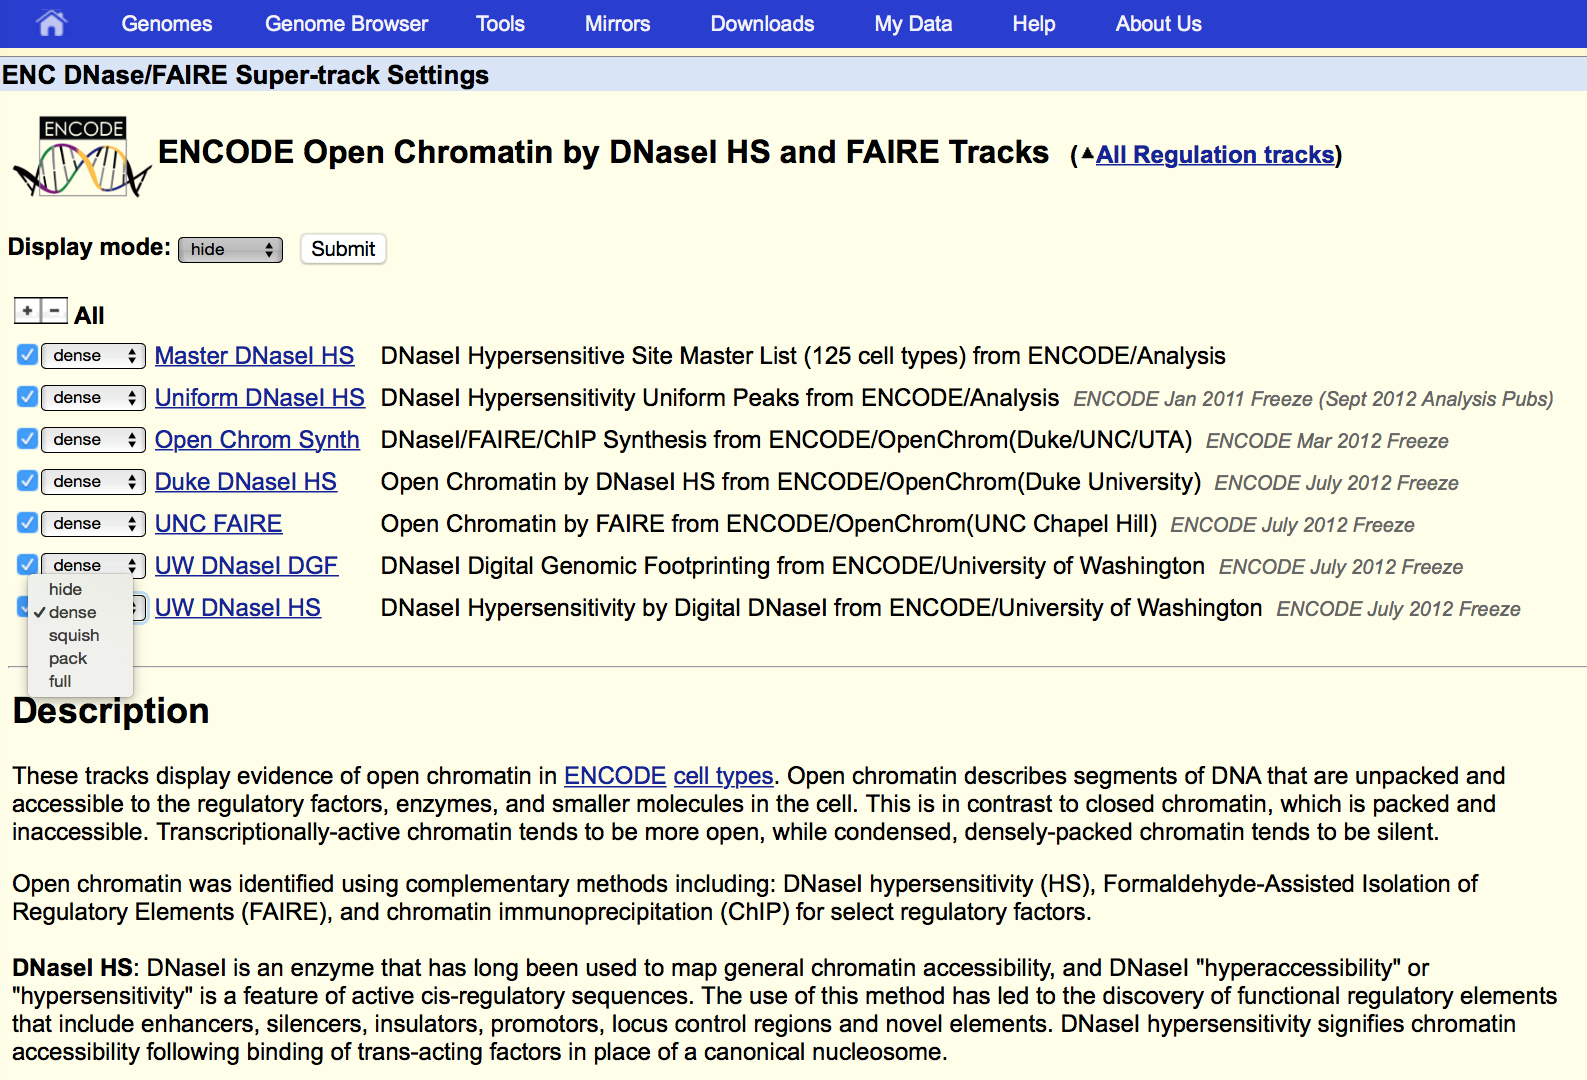 Genomes Genome Browser Tools Mirrors Downloads My Data Help About Us
ENC DNase/FAIRE Super-track Settings
ENCODE
ENCODE Open Chromatin by DNaseI HS and FAIRE Tracks (▲All Regulation tracks)
Display mode: hide Submit
+ - All
dense Master DNaseI HS DNaseI Hypersensitive Site Master List (125 cell types) from ENCODE/Analysis
dense Uniform DNaseI HS DNaseI Hypersensitivity Uniform Peaks from ENCODE/Analysis ENCODE Jan 2011 Freeze (Sept 2012 Analysis Pubs)
dense Open Chrom Synth DNaseI/FAIRE/ChIP Synthesis from ENCODE/OpenChrom(Duke/UNC/UTA) ENCODE Mar 2012 Freeze
dense Duke DNaseI HS Open Chromatin by DNaseI HS from ENCODE/OpenChrom(Duke University) ENCODE July 2012 Freeze
dense UNC FAIRE Open Chromatin by FAIRE from ENCODE/OpenChrom(UNC Chapel Hill) ENCODE July 2012 Freeze
dense UW DNaseI DGF DNaseI Digital Genomic Footprinting from ENCODE/University of Washington ENCODE July 2012 Freeze
UW DNaseI HS DNaseI Hypersensitivity by Digital DNaseI from ENCODE/University of Washington ENCODE July 2012 Freeze
hide
✓ dense
squish
pack
full
Description
These tracks display evidence of open chromatin in ENCODE cell types. Open chromatin describes segments of DNA that are unpacked and
accessible to the regulatory factors, enzymes, and smaller molecules in the cell. This is in contrast to closed chromatin, which is packed and
inaccessible. Transcriptionally-active chromatin tends to be more open, while condensed, densely-packed chromatin tends to be silent.
Open chromatin was identified using complementary methods including: DNaseI hypersensitivity (HS), Formaldehyde-Assisted Isolation of
Regulatory Elements (FAIRE), and chromatin immunoprecipitation (ChIP) for select regulatory factors.
DNaseI HS: DNaseI is an enzyme that has long been used to map general chromatin accessibility, and DNaseI "hyperaccessibility" or
"hypersensitivity" is a feature of active cis-regulatory sequences. The use of this method has led to the discovery of functional regulatory elements
that include enhancers, silencers, insulators, promotors, locus control regions and novel elements. DNaseI hypersensitivity signifies chromatin
accessibility following binding of trans-acting factors in place of a canonical nucleosome.